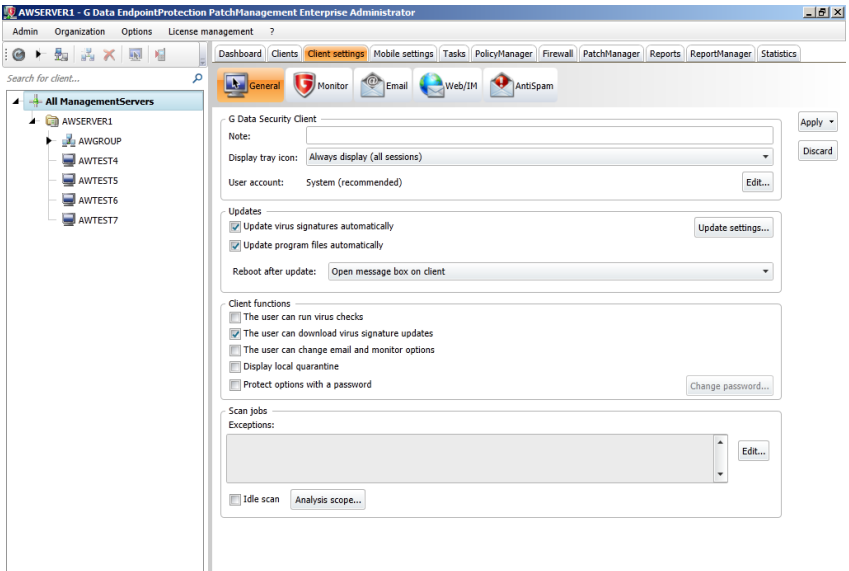 AWSERVER1 - G Data EndpointProtection PatchManagement Enterprise Administrator
Admin Organization Options License management ?
Dashboard Clients Client settings Mobile settings Tasks PolicyManager Firewall PatchManager Reports ReportManager Statistics
Search for client...
General Monitor Email Web/IM AntiSpam
All ManagementServers
AWSERVER1
AWGROUP
AWTEST4
AWTEST5
AWTEST6
AWTEST7
G Data Security Client
Note:
Display tray icon: Always display (all sessions)
User account: System (recommended) Edit...
Apply
Discard
Updates
Update virus signatures automatically Update settings...
Update program files automatically
Reboot after update: Open message box on client
Client functions
The user can run virus checks
The user can download virus signature updates
The user can change email and monitor options
Display local quarantine
Protect options with a password Change password...
Scan jobs
Exceptions:
Edit...
Idle scan Analysis scope...